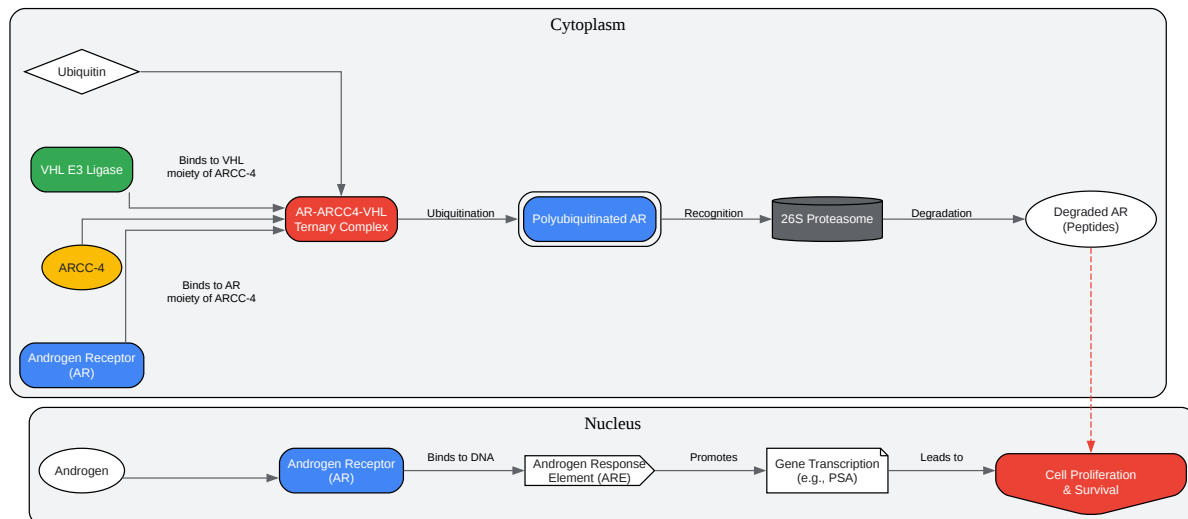 Cytoplasm
Ubiquitin
VHL E3 Ligase
Binds to VHL
moiety of ARCC-4
AR-ARCC4-VHL
Ternary Complex
Ubiquitination
Polyubiquitinated AR
Recognition
26S Proteasome
Degradation
Degraded AR
(Peptides)
ARCC-4
Binds to AR
moiety of ARCC-4
Androgen Receptor
(AR)
Nucleus
Androgen
Androgen Receptor
(AR)
Binds to DNA
Androgen Response
Element (ARE)
Promotes
Gene Transcription
(e.g., PSA)
Leads to
Cell Proliferation
& Survival